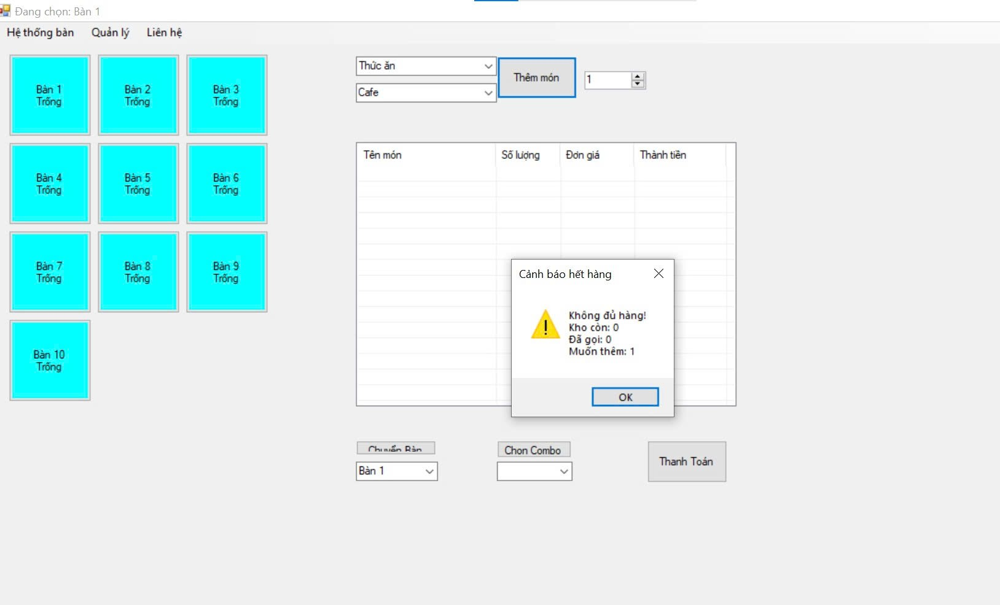 Đang chọn: Bàn 1
Hệ thống bàn Quản lý Liên hệ
Bàn 1
Trống
Bàn 2
Trống
Bàn 3
Trống
Bàn 4
Trống
Bàn 5
Trống
Bàn 6
Trống
Bàn 7
Trống
Bàn 8
Trống
Bàn 9
Trống
Bàn 10
Trống
Thức ăn
Cafe
Thêm món
1
Tên món Số lượng Đơn giá Thành tiền
Cảnh báo hết hàng
Không đủ hàng!
Kho còn: 0
Đã gọi: 0
Muốn thêm: 1
OK
Chuyển Bàn
Bàn 1
Chon Combo
Thanh Toán